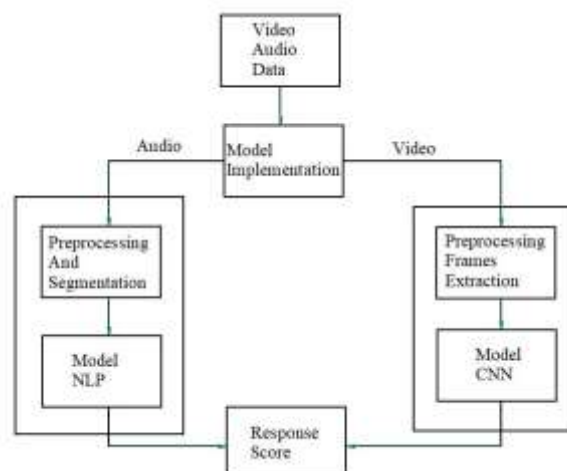 Video
Audio
Data
Audio
Model
Implementation
Video
Preprocessing
And
Segmentation
Preprocessing
Frames
Extraction
Model
NLP
Model
CNN
Response
Score